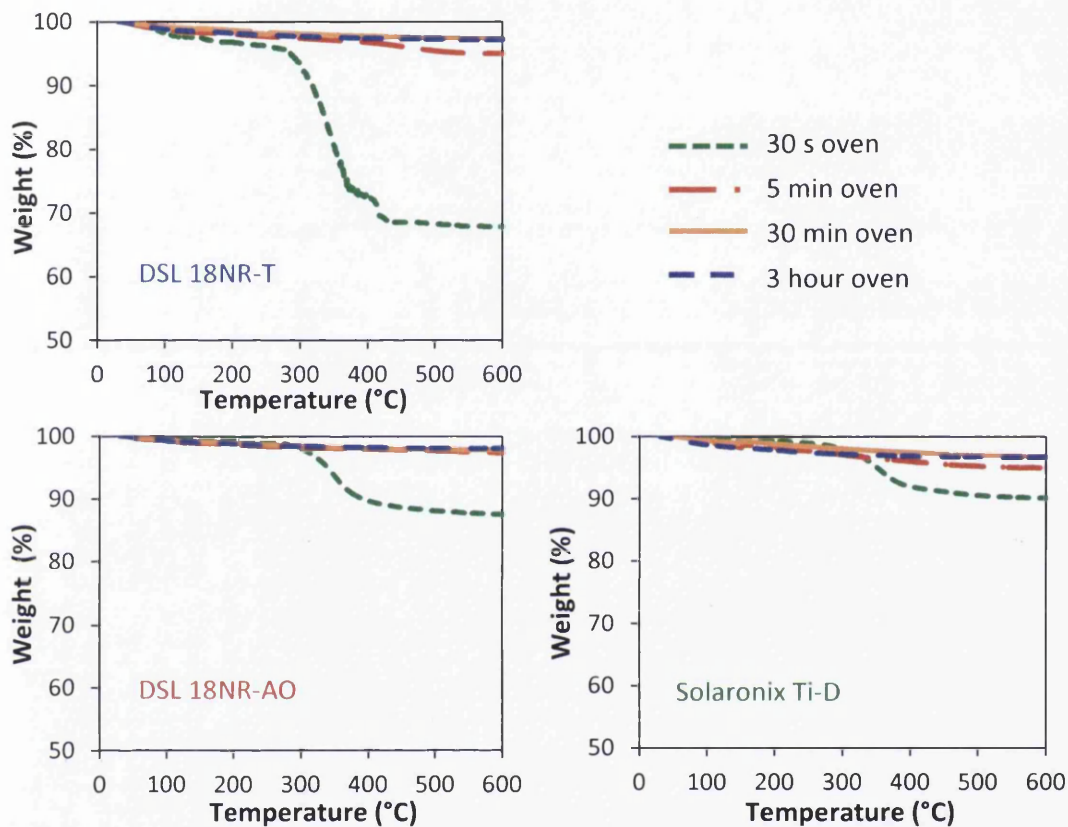 100
90
80
70
60
50
Weight (%)
DSL 18NR-T
0 100 200 300 400 500 600
Temperature (°C)
30 s oven
5 min oven
30 min oven
3 hour oven
100
90
80
70
60
50
Weight (%)
DSL 18NR-AO
0 100 200 300 400 500 600
Temperature (°C)
100
90
80
70
60
50
Weight (%)
Solaronix Ti-D
0 100 200 300 400 500 600
Temperature (°C)